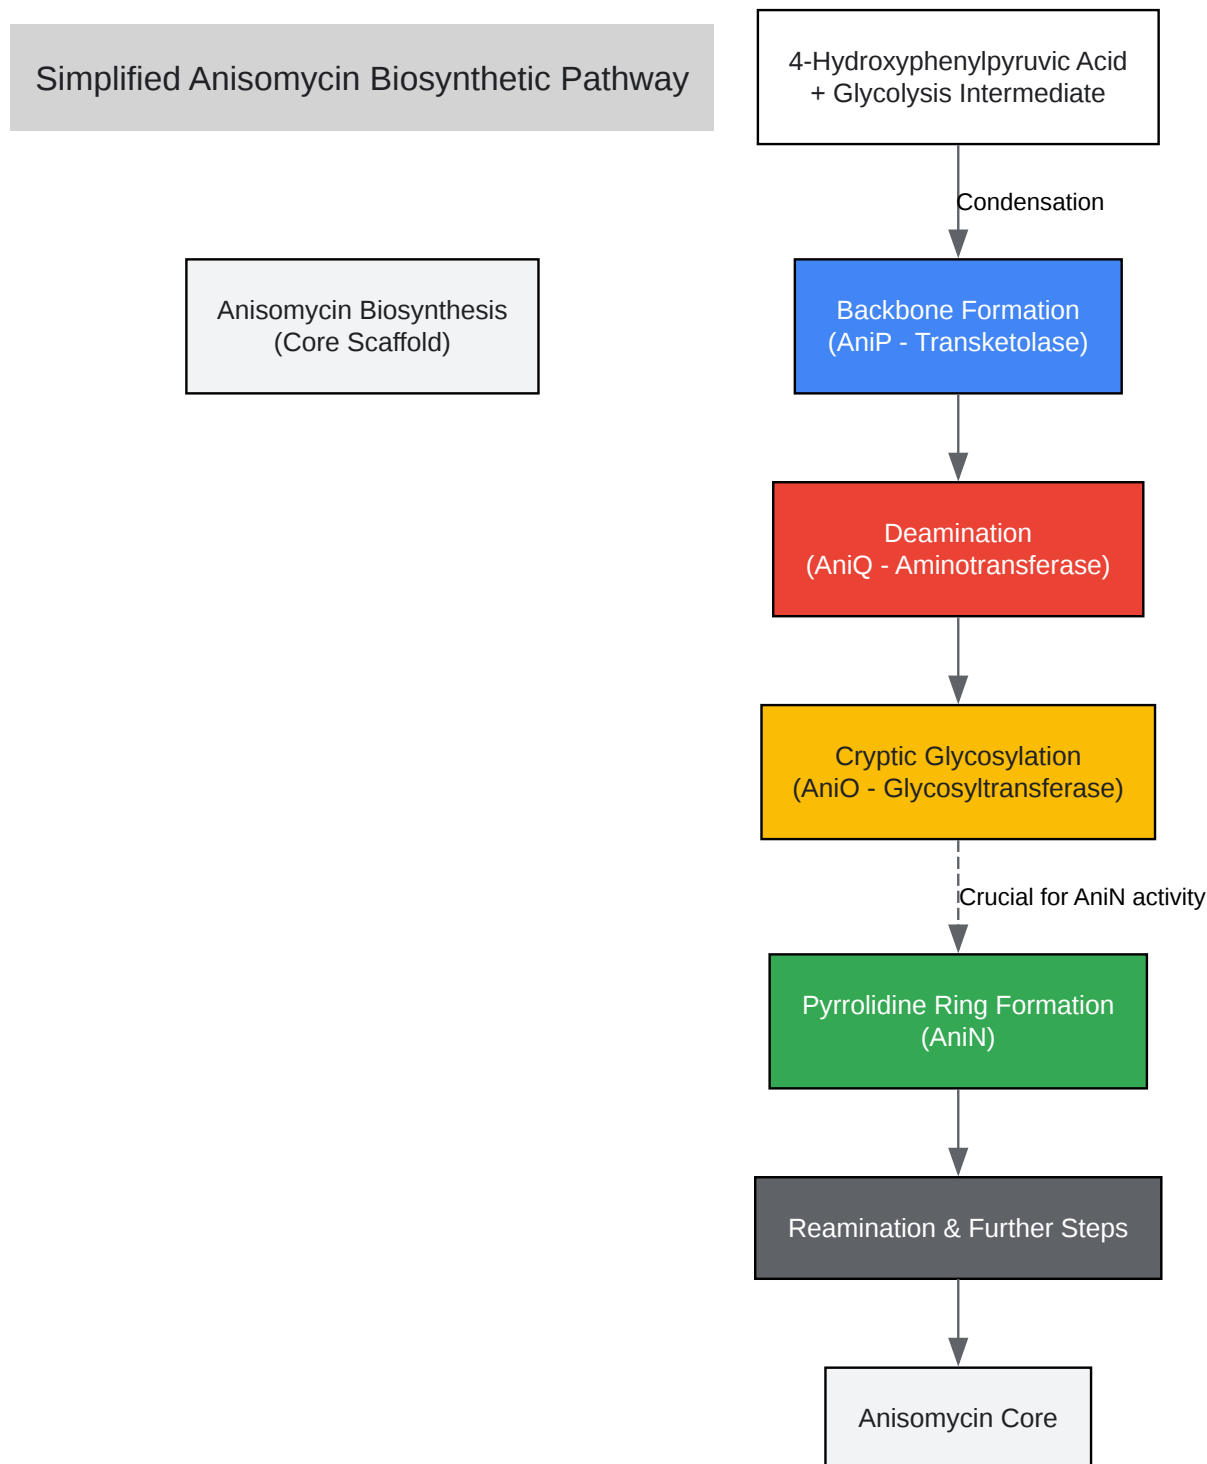 Simplified Anisomycin Biosynthetic Pathway
4-Hydroxyphenylpyruvic Acid
+ Glycolysis Intermediate
Condensation
Anisomycin Biosynthesis
(Core Scaffold)
Backbone Formation
(AniP - Transketolase)
Deamination
(AniQ - Aminotransferase)
Cryptic Glycosylation
(AniO - Glycosyltransferase)
Crucial for AniN activity
Pyrrolidine Ring Formation
(AniN)
Reamination & Further Steps
Anisomycin Core